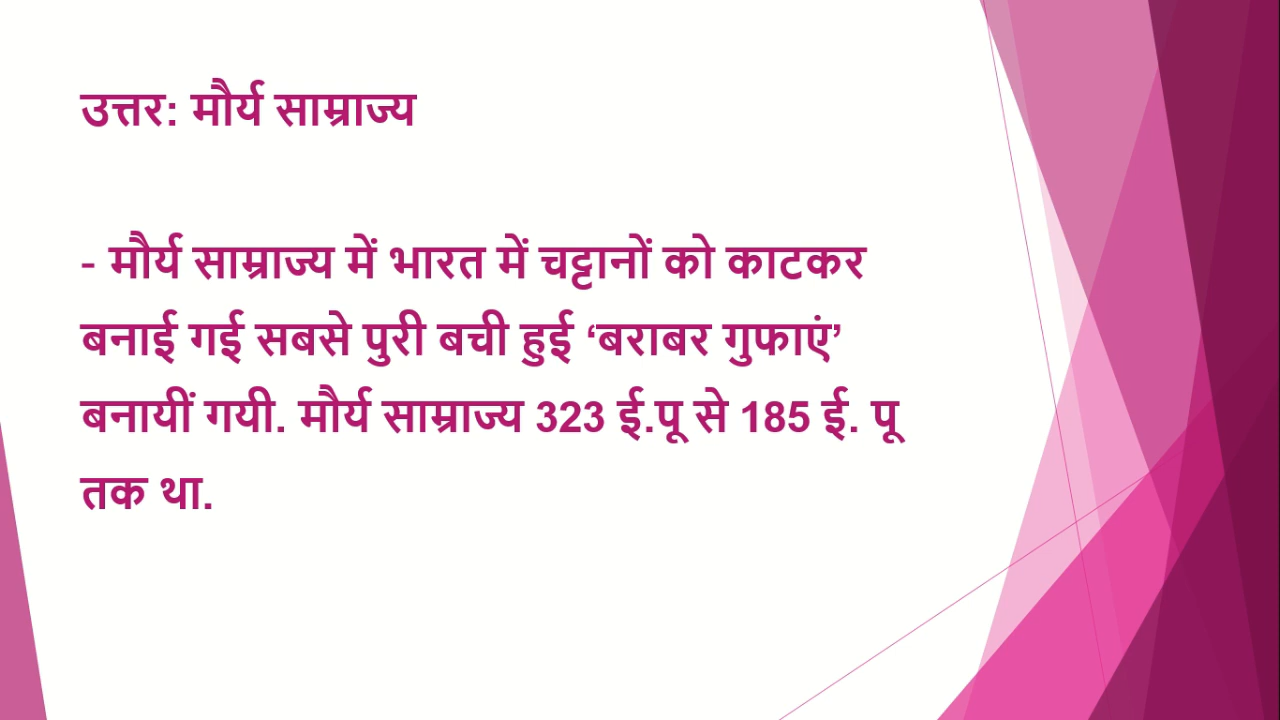 उत्तर: मौर्य साम्राज्य
- मौर्य साम्राज्य में भारत में चट्टानों को काटकर
बनाई गई सबसे पुरी बची हुई ‘बराबर गुफाएं’
बनायीं गयी. मौर्य साम्राज्य 323 ई.पू से 185 ई. पू
तक था.